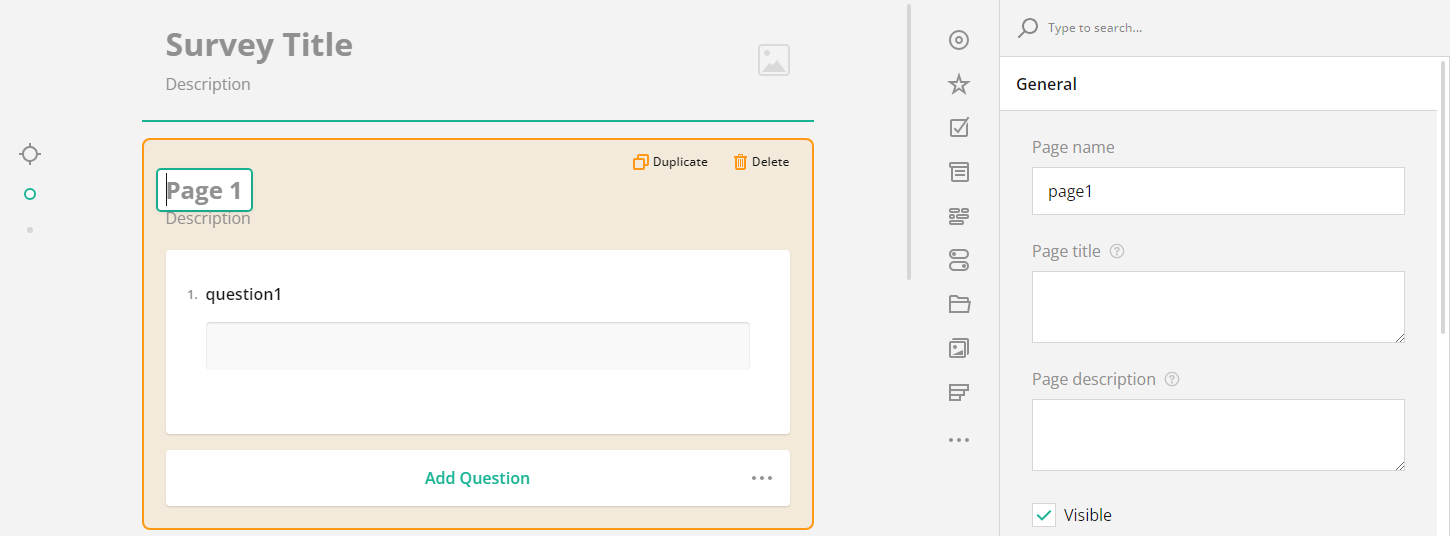 Survey Title
Description
Duplicate
Delete
Page 1
Description
1. question1
Add Question
Type to search...
General
Page name
page1
Page title
Page description
Visible